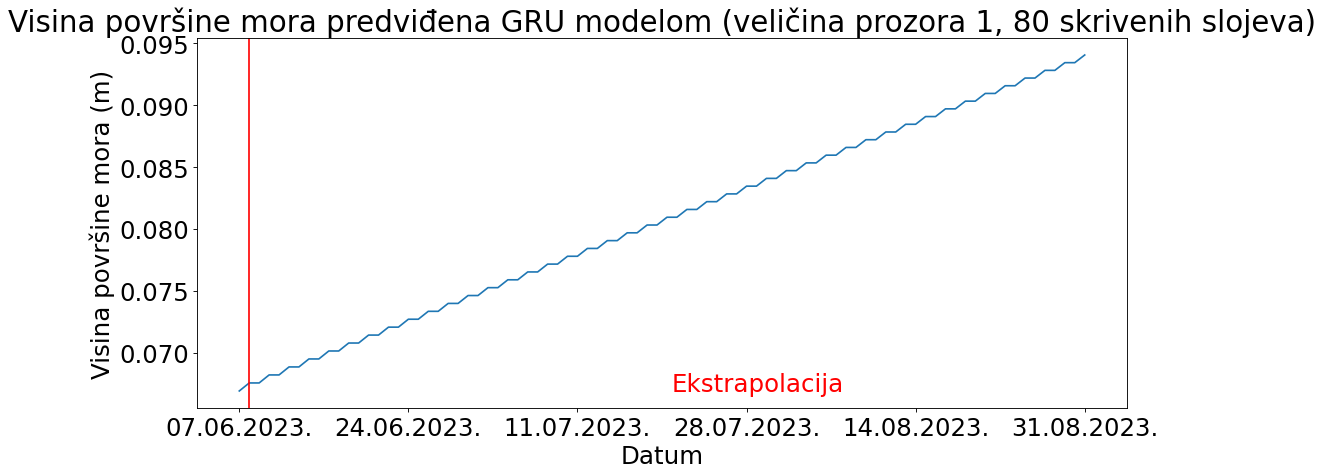 Visina površine mora predviđena GRU modelom (veličina prozora 1, 80 skrivenih slojeva)
Visina površine mora (m)
0.095
0.090
0.085
0.080
0.075
0.070
Ekstrapolacija
07.06.2023. 24.06.2023. 11.07.2023. 28.07.2023. 14.08.2023. 31.08.2023.
Datum